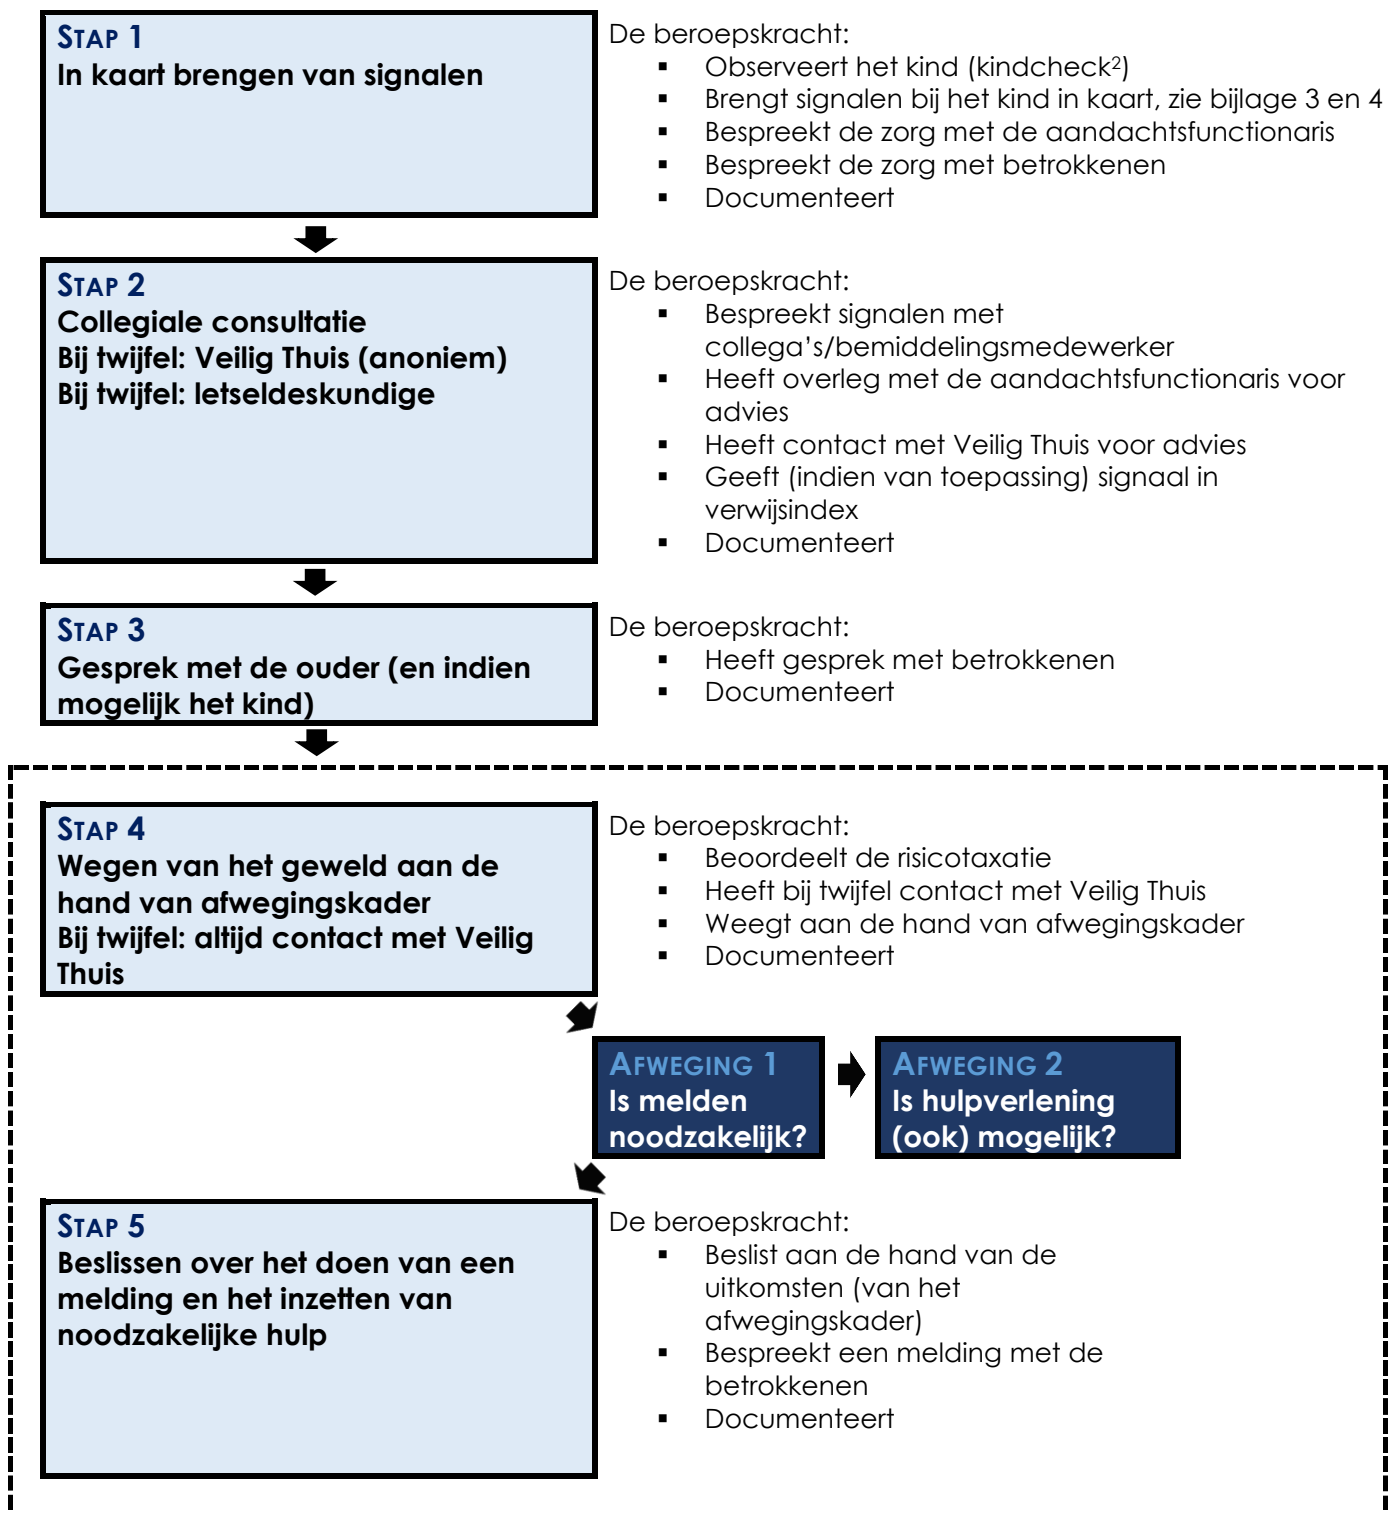 STAP 1
In kaart brengen van signalen
De beroepskracht:
▪ Observeert het kind (kindcheck²)
▪ Brengt signalen bij het kind in kaart, zie bijlage 3 en 4
▪ Bespreekt de zorg met de aandachtsfunctionaris
▪ Bespreekt de zorg met betrokkenen
▪ Documenteert
STAP 2
Collegiale consultatie
Bij twijfel: Veilig Thuis (anoniem)
Bij twijfel: letseldeskundige
De beroepskracht:
▪ Bespreekt signalen met
collega's/bemiddelingsmedewerker
▪ Heeft overleg met de aandachtsfunctionaris voor
advies
▪ Heeft contact met Veilig Thuis voor advies
▪ Geeft (indien van toepassing) signaal in
verwijsindex
▪ Documenteert
STAP 3
Gesprek met de ouder (en indien
mogelijk het kind)
De beroepskracht:
▪ Heeft gesprek met betrokkenen
▪ Documenteert
STAP 4
Wegen van het geweld aan de
hand van afwegingskader
Bij twijfel: altijd contact met Veilig
Thuis
De beroepskracht:
▪ Beoordeelt de risicotaxatie
▪ Heeft bij twijfel contact met Veilig Thuis
▪ Weegt aan de hand van afwegingskader
▪ Documenteert
AFWEGING 1
Is melden
noodzakelijk?
AFWEGING 2
Is hulpverlening
(ook) mogelijk?
STAP 5
Beslissen over het doen van een
melding en het inzetten van
noodzakelijke hulp
De beroepskracht:
▪ Beslist aan de hand van de
uitkomsten (van het
afwegingskader)
▪ Bespreekt een melding met de
betrokkenen
▪ Documenteert